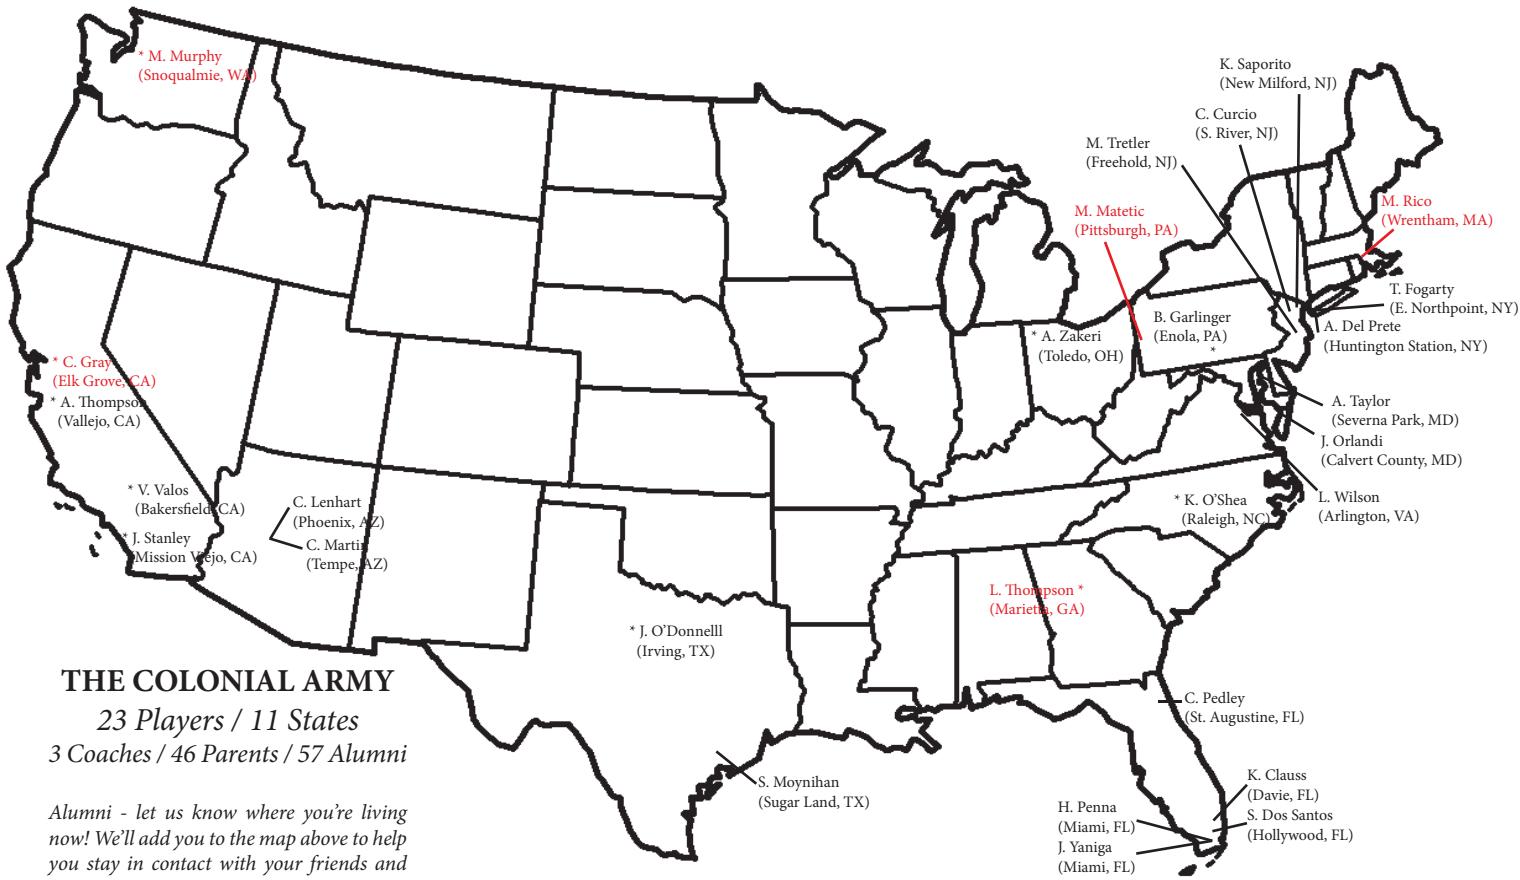 * M. Murphy
(Snoqualmie, WA)
K. Saporito
(New Milford, NJ)
C. Curcio
(S. River, NJ)
M. Tretler
(Freehold, NJ)
M. Matetic
(Pittsburgh, PA)
M. Rico
(Wrentham, MA)
T. Fogarty
(E. Northpoint, NY)
A. Del Prete
(Huntington Station, NY)
B. Garlinger
(Enola, PA)
*
* A. Zakeri
(Toledo, OH)
* C. Gray
(Elk Grove, CA)
* A. Thompson
(Vallejo, CA)
A. Taylor
(Severna Park, MD)
J. Orlandi
(Calvert County, MD)
L. Wilson
(Arlington, VA)
* V. Valos
(Bakersfield, CA)
* J. Stanley
(Mission Viejo, CA)
C. Lenhart
(Phoenix, AZ)
C. Martin
(Tempe, AZ)
* K. O'Shea
(Raleigh, NC)
L. Thompson *
(Marietta, GA)
* J. O'Donnelll
(Irving, TX)
THE COLONIAL ARMY
23 Players / 11 States
3 Coaches / 46 Parents / 57 Alumni
Alumni - let us know where you're living
now! We'll add you to the map above to help
you stay in contact with your friends and
S. Moynihan
(Sugar Land, TX)
C. Pedley
(St. Augustine, FL)
K. Clauss
(Davie, FL)
S. Dos Santos
(Hollywood, FL)
H. Penna
(Miami, FL)
J. Yaniga
(Miami, FL)